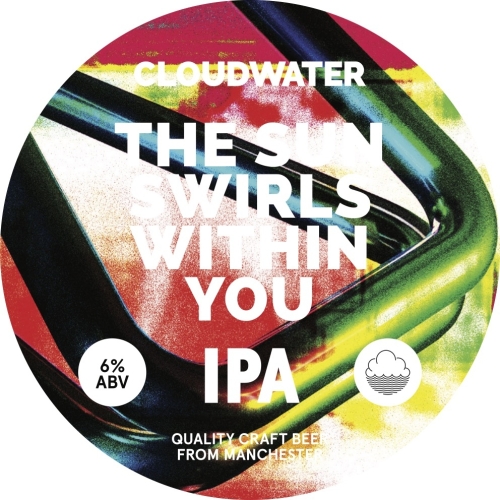 CLOUDWATER
THE SUN
SWIRLS
WITHIN
YOU
IPA
6%
ABV
QUALITY CRAFT BEER
FROM MANCHESTER